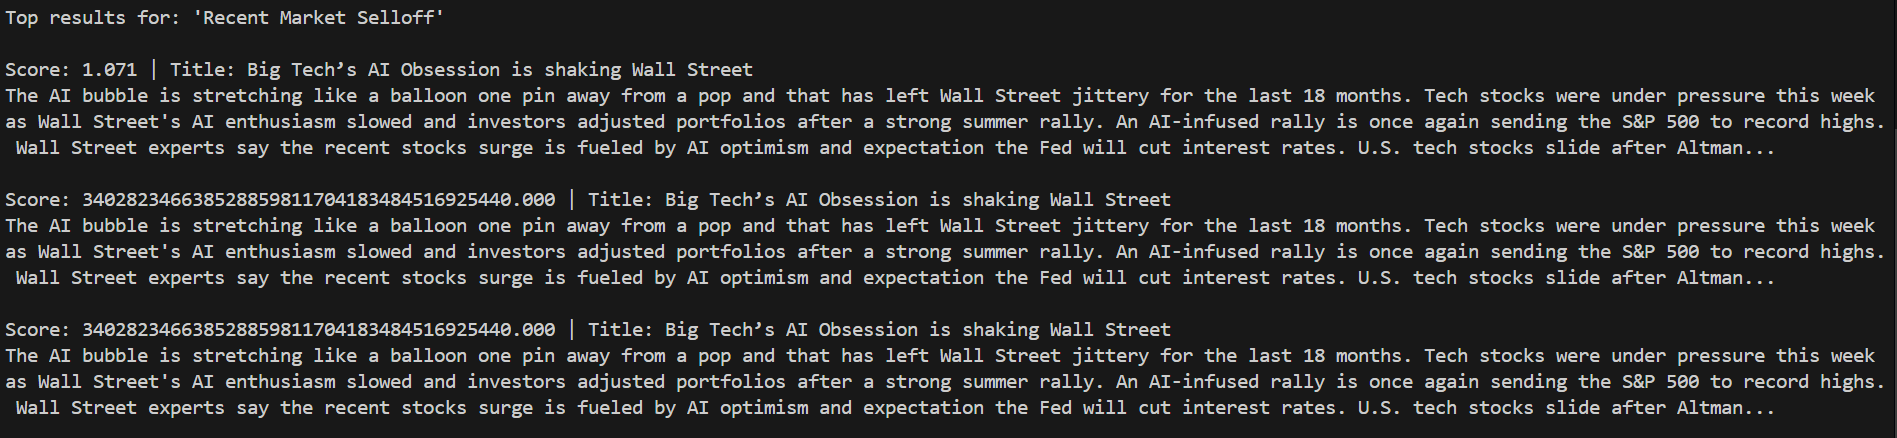 Top results for: 'Recent Market Selloff'
Score: 1.071 | Title: Big Tech’s AI Obsession is shaking Wall Street
The AI bubble is stretching like a balloon one pin away from a pop and that has left Wall Street jittery for the last 18 months. Tech stocks were under pressure this week
as Wall Street's AI enthusiasm slowed and investors adjusted portfolios after a strong summer rally. An AI-infused rally is once again sending the S&P 500 to record highs.
Wall Street experts say the recent stocks surge is fueled by AI optimism and expectation the Fed will cut interest rates. U.S. tech stocks slide after Altman...
Score: 340282346638528859811704183484516925440.000 | Title: Big Tech’s AI Obsession is shaking Wall Street
The AI bubble is stretching like a balloon one pin away from a pop and that has left Wall Street jittery for the last 18 months. Tech stocks were under pressure this week
as Wall Street's AI enthusiasm slowed and investors adjusted portfolios after a strong summer rally. An AI-infused rally is once again sending the S&P 500 to record highs.
Wall Street experts say the recent stocks surge is fueled by AI optimism and expectation the Fed will cut interest rates. U.S. tech stocks slide after Altman...
Score: 340282346638528859811704183484516925440.000 | Title: Big Tech’s AI Obsession is shaking Wall Street
The AI bubble is stretching like a balloon one pin away from a pop and that has left Wall Street jittery for the last 18 months. Tech stocks were under pressure this week
as Wall Street's AI enthusiasm slowed and investors adjusted portfolios after a strong summer rally. An AI-infused rally is once again sending the S&P 500 to record highs.
Wall Street experts say the recent stocks surge is fueled by AI optimism and expectation the Fed will cut interest rates. U.S. tech stocks slide after Altman...